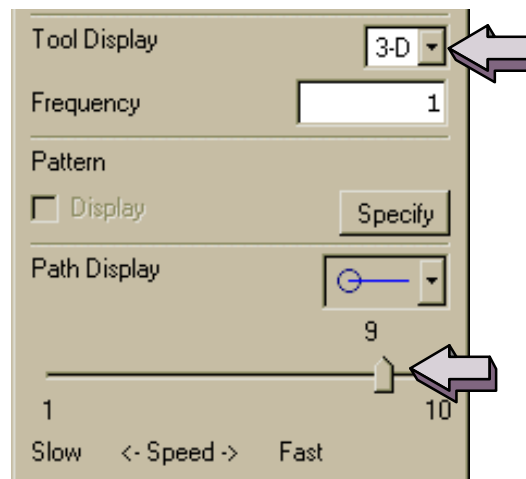 Tool Display 3-D
Frequency 1
Pattern
Display Specify
Path Display
9
1 10
Slow <- Speed -> Fast